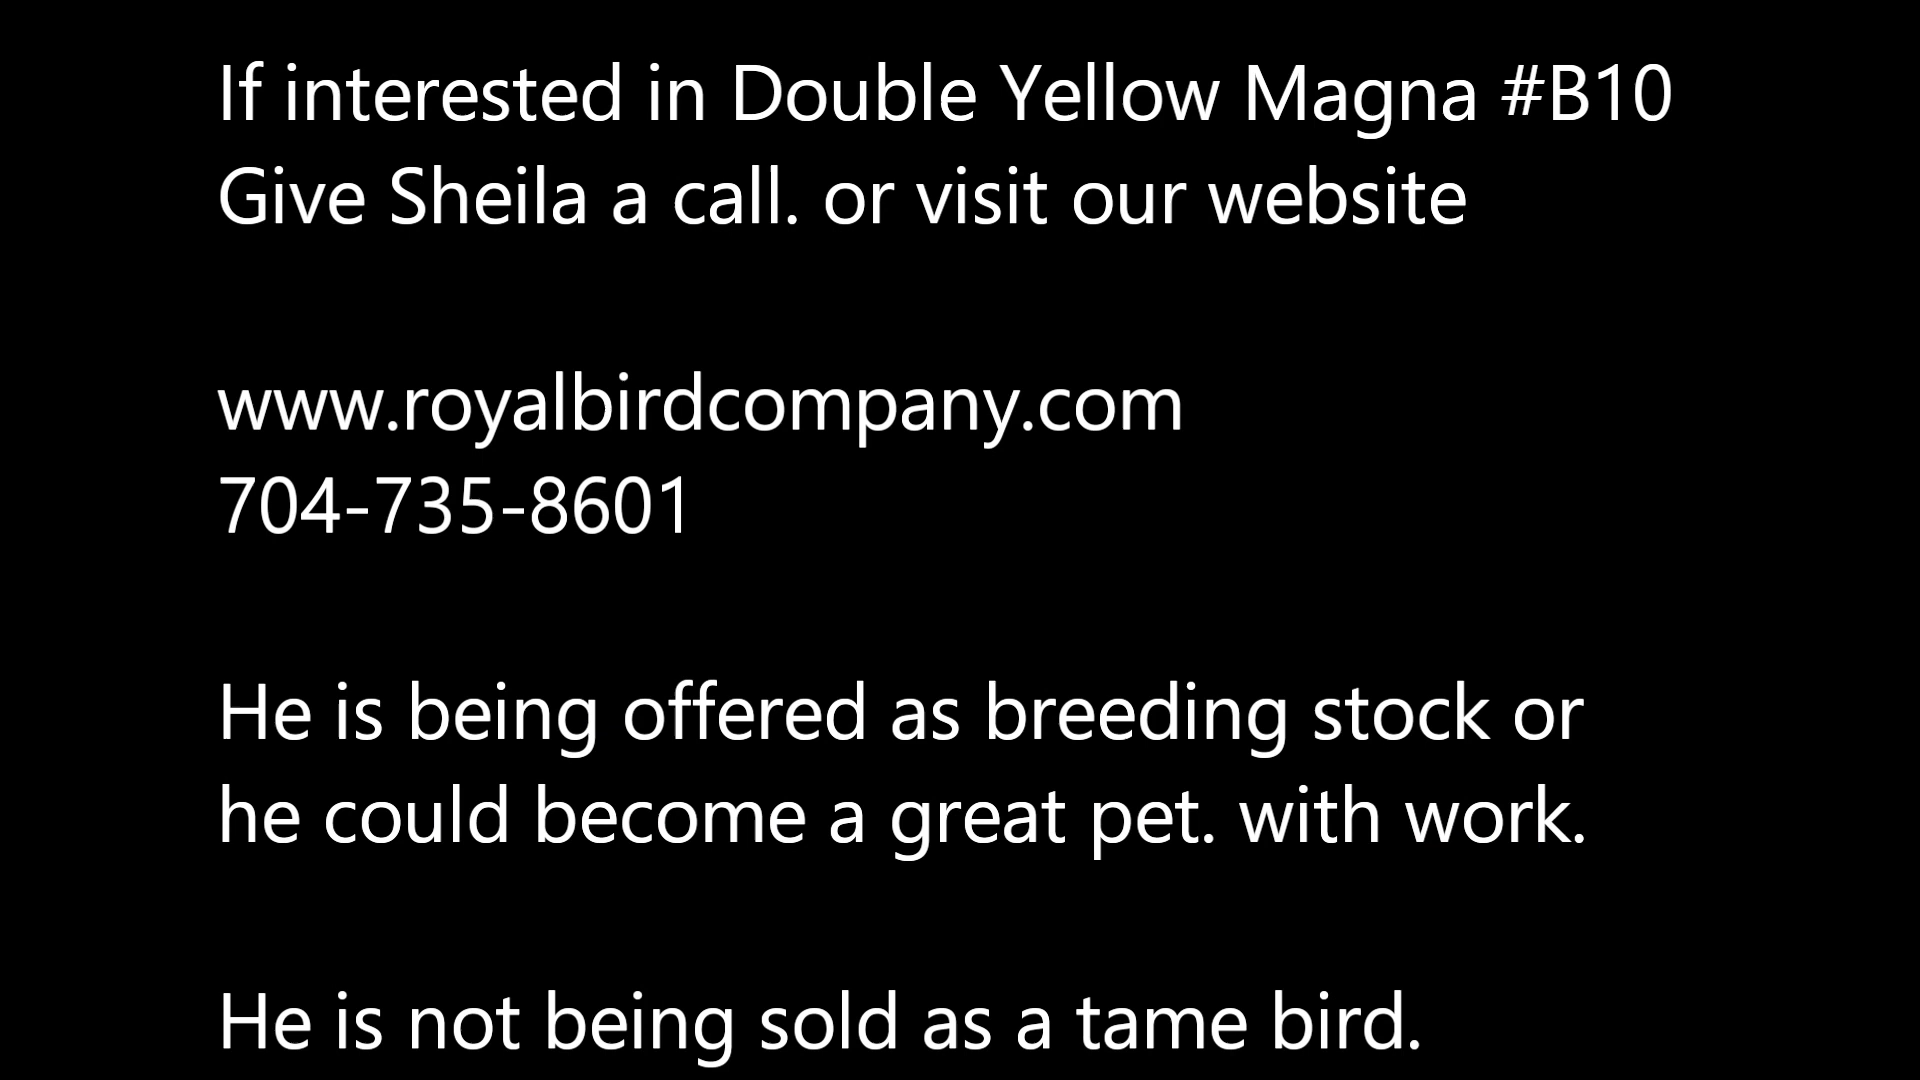 If interested in Double Yellow Magna #B10
Give Sheila a call. or visit our website
www.royalbirdcompany.com
704-735-8601
He is being offered as breeding stock or
he could become a great pet. with work.
He is not being sold as a tame bird.